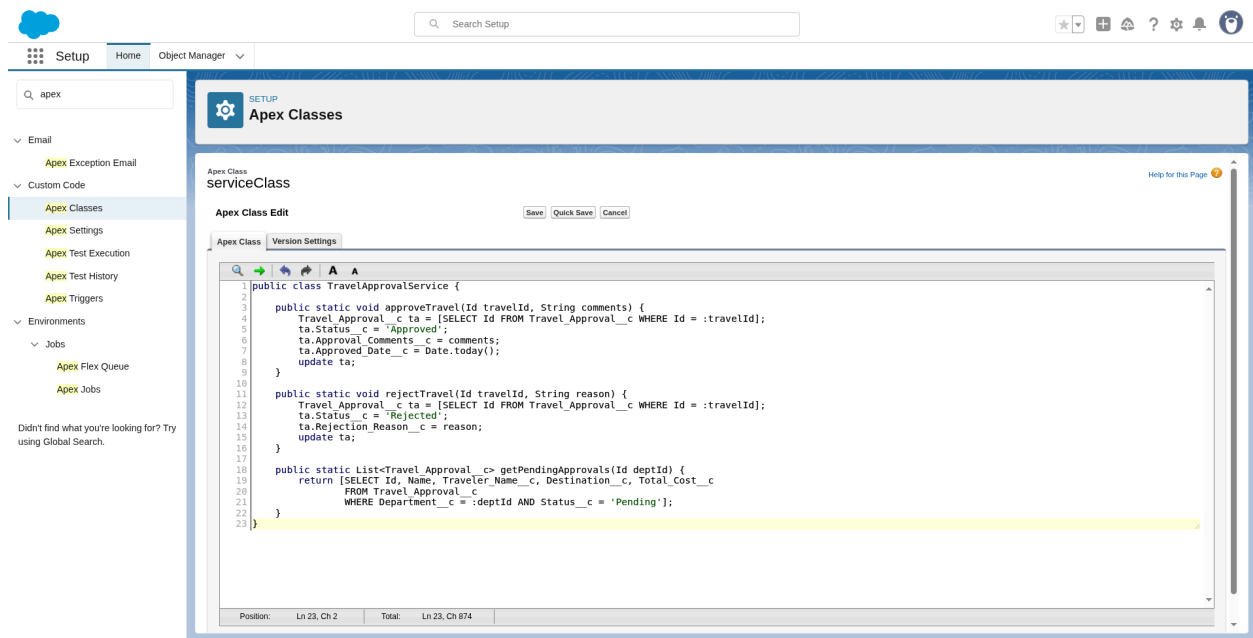 Search Setup
Setup
Home
Object Manager
apex
Email
Apex Exception Email
Custom Code
Apex Classes
Apex Settings
Apex Test Execution
Apex Test History
Apex Triggers
Environments
Jobs
Apex Flex Queue
Apex Jobs
Didn't find what you're looking for? Try
using Global Search.
SETUP
Apex Classes
Apex Class
serviceClass
Help for this Page ?
Apex Class Edit
Save
Quick Save
Cancel
Apex Class
Version Settings
A A
1 public class TravelApprovalService {
2
3     public static void approveTravel(Id travelId, String comments) {
4         Travel_Approval__c ta = [SELECT Id FROM Travel_Approval__c WHERE Id = :travelId];
5         ta.Status__c = 'Approved';
6         ta.Approval_Comments__c = comments;
7         ta.Approved_Date__c = Date.today();
8         update ta;
9     }
10
11     public static void rejectTravel(Id travelId, String reason) {
12         Travel_Approval__c ta = [SELECT Id FROM Travel_Approval__c WHERE Id = :travelId];
13         ta.Status__c = 'Rejected';
14         ta.Rejection_Reason__c = reason;
15         update ta;
16     }
17
18     public static List<Travel_Approval__c> getPendingApprovals(Id deptId) {
19         return [SELECT Id, Name, Traveler_Name__c, Destination__c, Total_Cost__c
20                 FROM Travel_Approval__c
21                 WHERE Department__c = :deptId AND Status__c = 'Pending'];
22     }
23 }
Position: Ln 23, Ch 2 Total: Ln 23, Ch 874